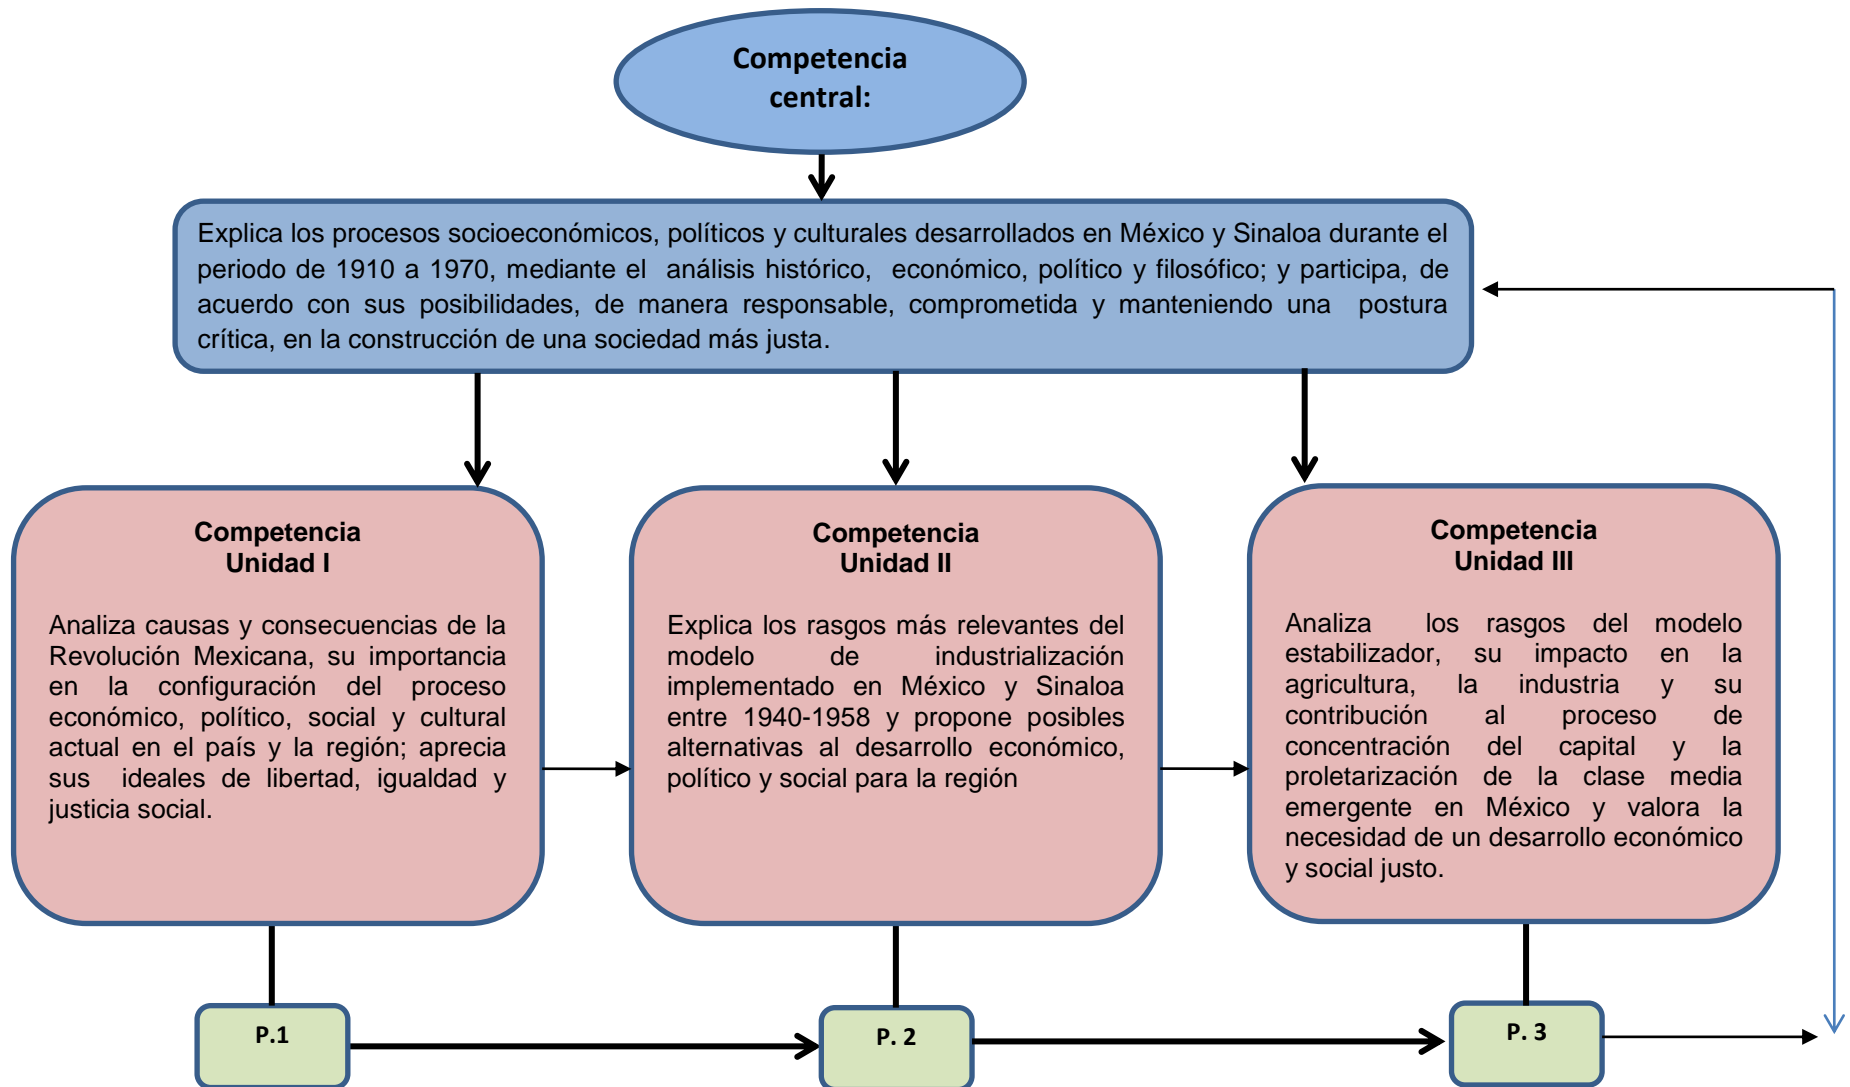 Competencia
central:
Explica los procesos socioeconómicos, políticos y culturales desarrollados en México y Sinaloa durante el
periodo de 1910 a 1970, mediante el análisis histórico, económico, político y filosófico; y participa, de
acuerdo con sus posibilidades, de manera responsable, comprometida y manteniendo una postura
crítica, en la construcción de una sociedad más justa.
Competencia
Unidad I
Analiza causas y consecuencias de la
Revolución Mexicana, su importancia
en la configuración del proceso
económico, político, social y cultural
actual en el país y la región; aprecia
sus ideales de libertad, igualdad y
justicia social.
Competencia
Unidad II
Explica los rasgos más relevantes del
modelo de industrialización
implementado en México y Sinaloa
entre 1940-1958 y propone posibles
alternativas al desarrollo económico,
político y social para la región
Competencia
Unidad III
Analiza los rasgos del modelo
estabilizador, su impacto en la
agricultura, la industria y su
contribución al proceso de
concentración del capital y la
proletarización de la clase media
emergente en México y valora la
necesidad de un desarrollo económico
y social justo.
P.1
P. 2
P. 3